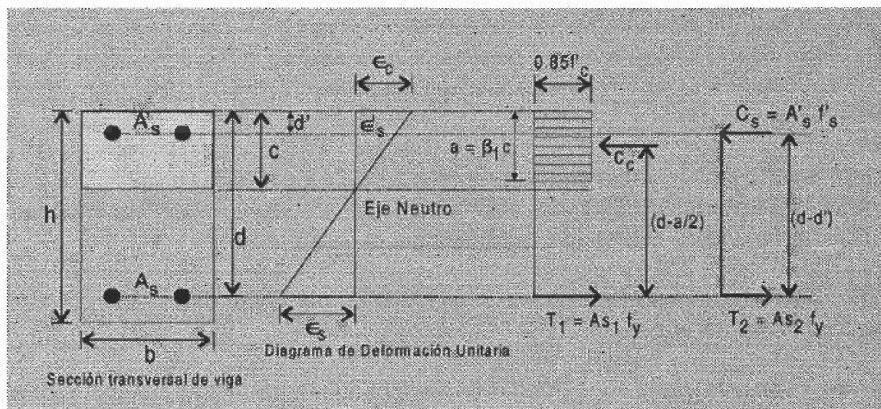 ϵc
0.85f'c
A's
d'
ϵ's
Cs = A's f's
c
a = β1 c
Cc
h
d
Eje Neutro
(d-a/2)
(d-d')
As
ϵs
T1 = As1 fy
T2 = As2 fy
b
Diagrama de Deformación Unitaria
Sección transversal de viga